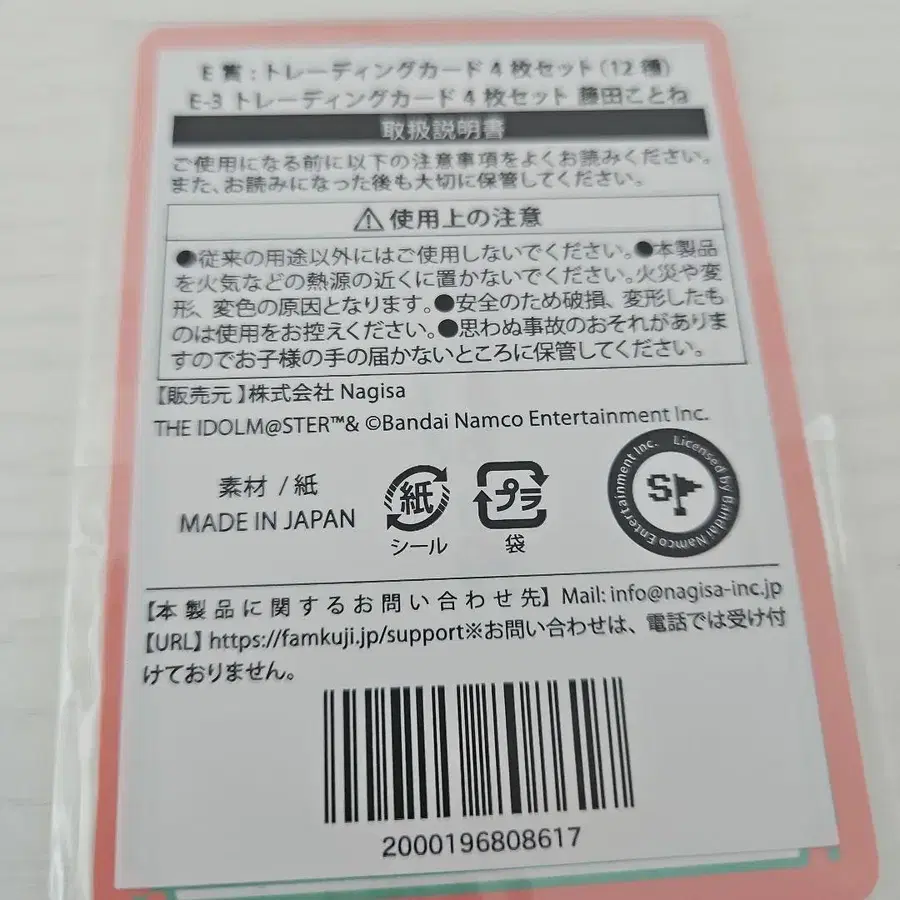 E 賞 : トレーディングカード 4 枚セット (12 種)
E-3 トレーディングカード 4 枚セット 藤田ことね
取扱説明書
ご使用になる前に以下の注意事項をよくお読みください。
また、お読みになった後も大切に保管してください。
⚠使用上の注意
●従来の用途以外にはご使用しないでください。●本製品
を火気などの熱源の近くに置かないでください。火災や変
形、変色の原因となります。●安全のため破損、変形したも
のは使用をお控えください。●思わぬ事故のおそれがありま
すのでお子様の手の届かないところに保管してください。
【販売元】株式会社 Nagisa
THE IDOLM@STER™& ©Bandai Namco Entertainment Inc.
素材 / 紙
MADE IN JAPAN
紙
シール
プラ
袋
Licensed by Bandai Namco Entertainment Inc.
S
【本製品に関するお問い合わせ先】 Mail: info@nagisa-inc.jp
【URL】https://famkuji.jp/support※お問い合わせは、電話では受け付
けておりません。
2000196808617